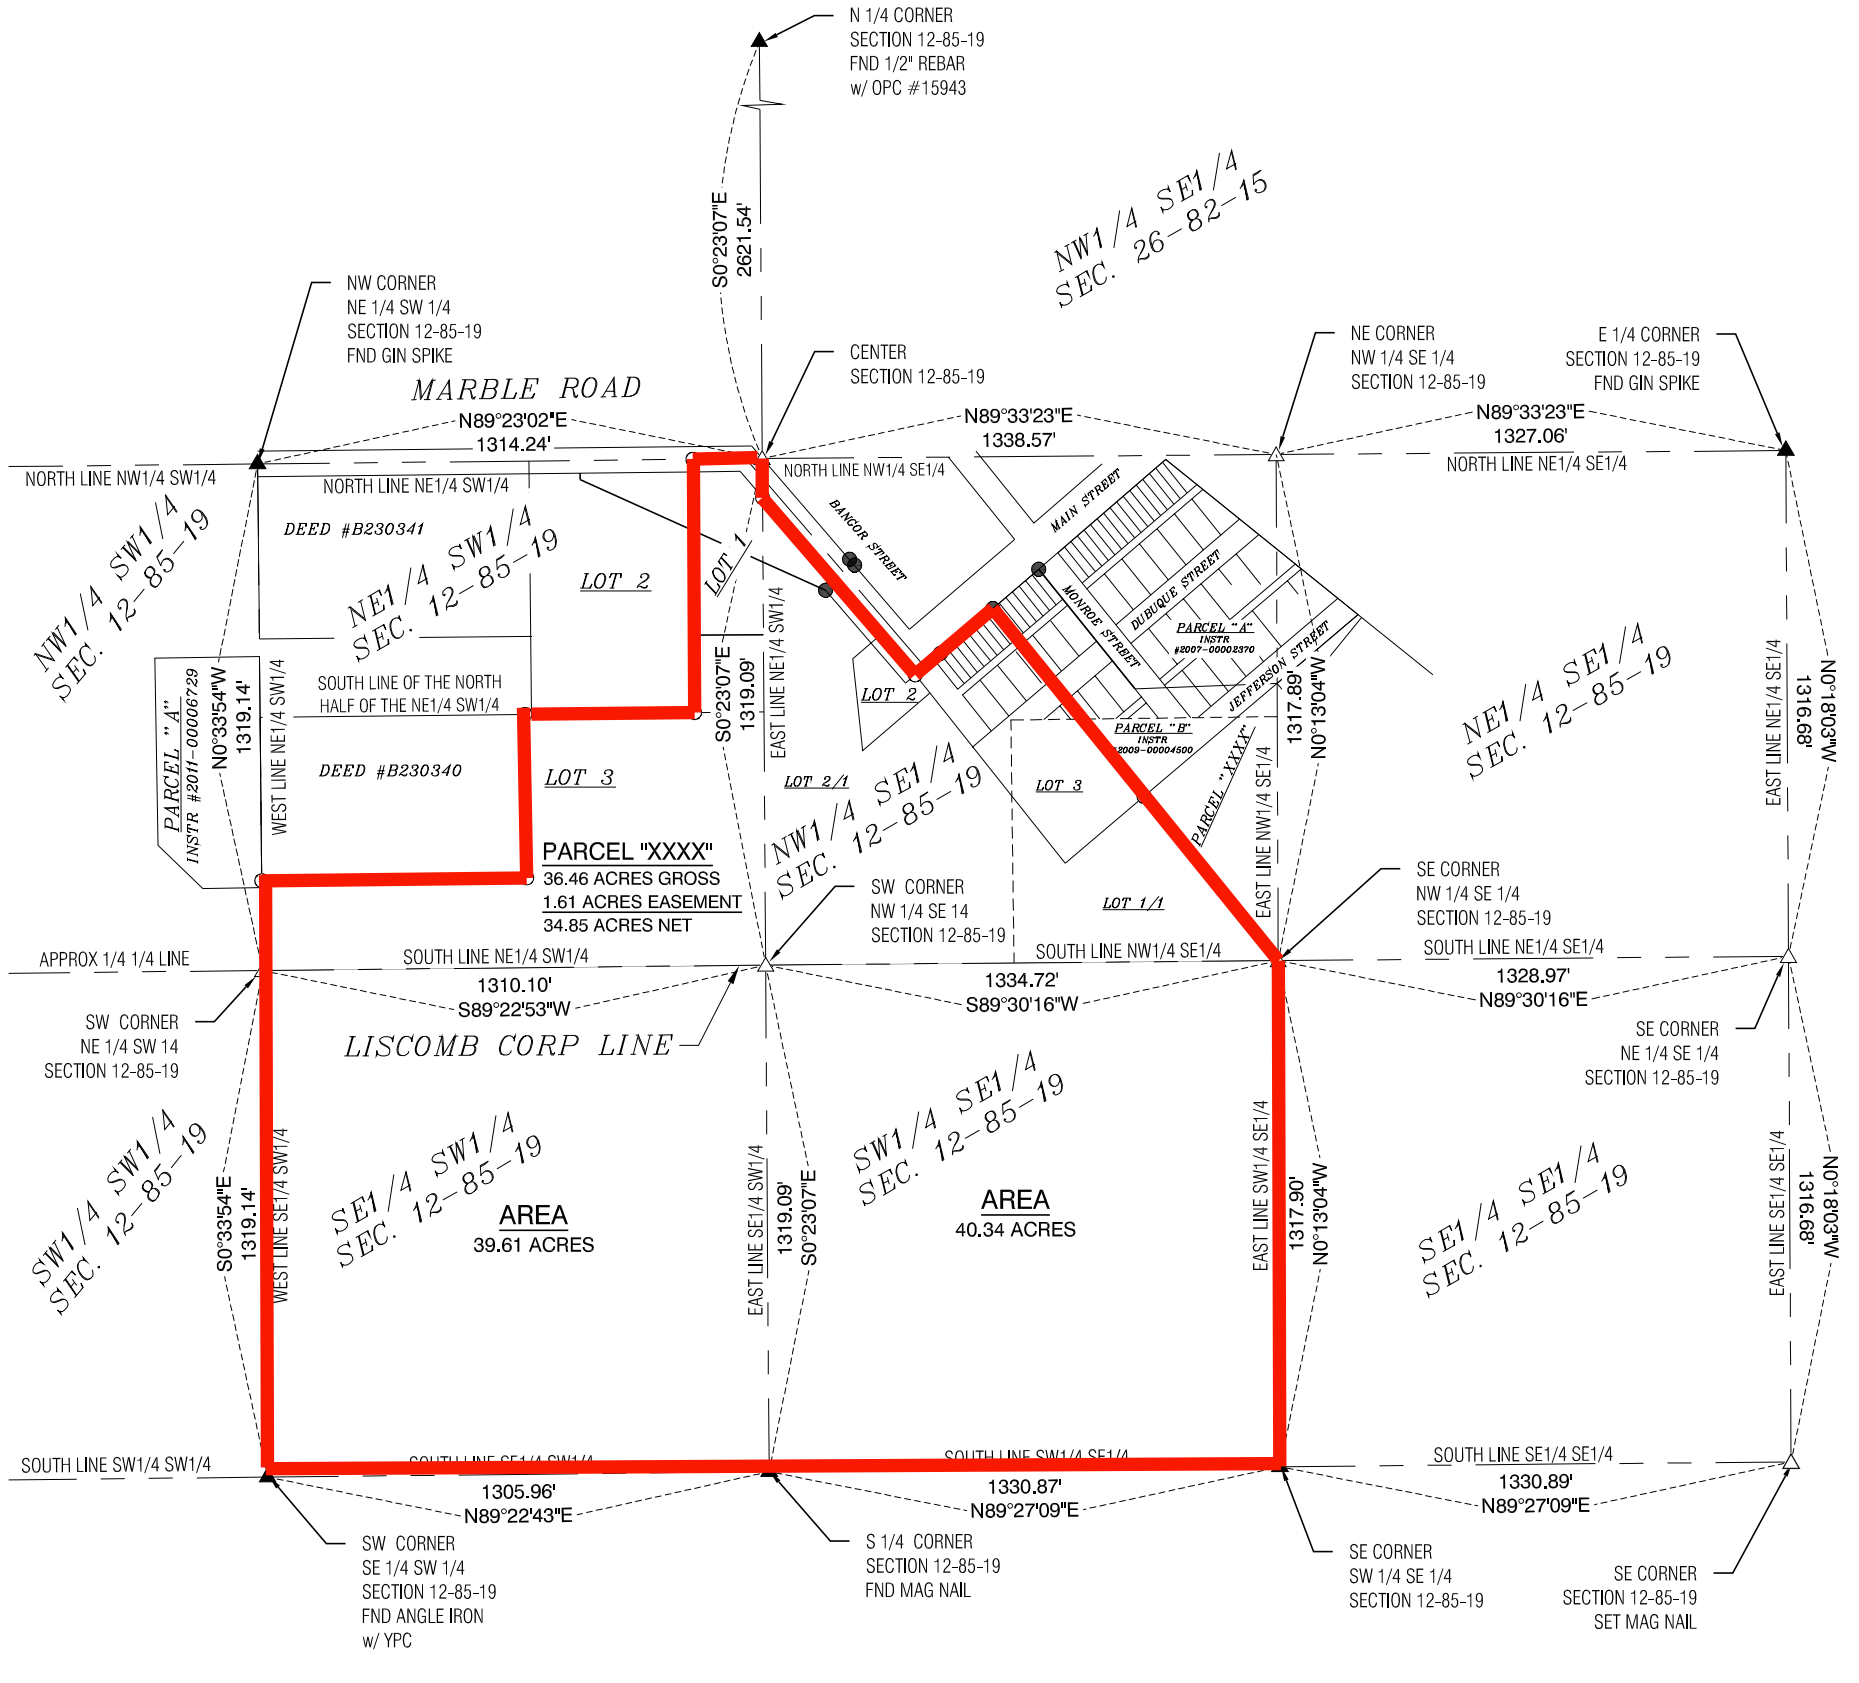 N 1/4 CORNER
SECTION 12-85-19
FND 1/2" REBAR
w/ OPC #15943
S0°23'07"E
2621.54'
NW1/4 SE1/4
SEC. 26-82-15
NW CORNER
NE 1/4 SW 1/4
SECTION 12-85-19
FND GIN SPIKE
CENTER
SECTION 12-85-19
NE CORNER
NW 1/4 SE 1/4
SECTION 12-85-19
E 1/4 CORNER
SECTION 12-85-19
FND GIN SPIKE
MARBLE ROAD
N89°23'02"E
1314.24'
N89°33'23"E
1338.57'
N89°33'23"E
1327.06'
NORTH LINE NW1/4 SW1/4
NORTH LINE NE1/4 SW1/4
NORTH LINE NW1/4 SE1/4
NORTH LINE NE1/4 SE1/4
DEED #B230341
NW1/4 SW1/4
SEC. 12-85-19
NE1/4 SW1/4
SEC. 12-85-19
LOT 2
LOT 1
BANCOR STREET
MAIN STREET
MONROE STREET
DUBUQUE STREET
JEFFERSON STREET
PARCEL "A"
INSTR
#2007-00002370
PARCEL "A"
INSTR #2011-00006729
N0°33'54"W
1319.14'
WEST LINE NE1/4 SW1/4
SOUTH LINE OF THE NORTH
HALF OF THE NE1/4 SW1/4
S0°23'07"E
1319.09'
EAST LINE NE1/4 SW1/4
LOT 2
PARCEL "B"
INSTR
#2009-00004500
1317.89'
N0°13'04"W
EAST LINE NW1/4 SE1/4
NE1/4 SE1/4
SEC. 12-85-19
EAST LINE NE1/4 SE1/4
N0°18'03"W
1316.68'
DEED #B230340
LOT 3
LOT 2/1
NW1/4 SE1/4
SEC. 12-85-19
LOT 3
PARCEL "XXXX"
LOT 1/1
PARCEL "XXXX"
36.46 ACRES GROSS
1.61 ACRES EASEMENT
34.85 ACRES NET
SW CORNER
NW 1/4 SE 14
SECTION 12-85-19
SE CORNER
NW 1/4 SE 1/4
SECTION 12-85-19
APPROX 1/4 1/4 LINE
SOUTH LINE NE1/4 SW1/4
SOUTH LINE NW1/4 SE1/4
SOUTH LINE NE1/4 SE1/4
1310.10'
S89°22'53"W
1334.72'
S89°30'16"W
1328.97'
N89°30'16"E
SW CORNER
NE 1/4 SW 14
SECTION 12-85-19
LISCOMB CORP LINE
SE CORNER
NE 1/4 SE 1/4
SECTION 12-85-19
SW1/4 SW1/4
SEC. 12-85-19
S0°33'54"E
1319.14'
WEST LINE SE1/4 SW1/4
SE1/4 SW1/4
SEC. 12-85-19
AREA
39.61 ACRES
EAST LINE SE1/4 SW1/4
1319.09'
S0°23'07"E
SW1/4 SE1/4
SEC. 12-85-19
AREA
40.34 ACRES
EAST LINE SW1/4 SE1/4
1317.90'
N0°13'04"W
SE1/4 SE1/4
SEC. 12-85-19
EAST LINE SE1/4 SE1/4
N0°18'03"W
1316.68'
SOUTH LINE SW1/4 SW1/4
SOUTH LINE SE1/4 SW1/4
SOUTH LINE SW1/4 SE1/4
SOUTH LINE SE1/4 SE1/4
1305.96'
N89°22'43"E
1330.87'
N89°27'09"E
1330.89'
N89°27'09"E
SW CORNER
SE 1/4 SW 1/4
SECTION 12-85-19
FND ANGLE IRON
w/ YPC
S 1/4 CORNER
SECTION 12-85-19
FND MAG NAIL
SE CORNER
SW 1/4 SE 1/4
SECTION 12-85-19
SE CORNER
SECTION 12-85-19
SET MAG NAIL